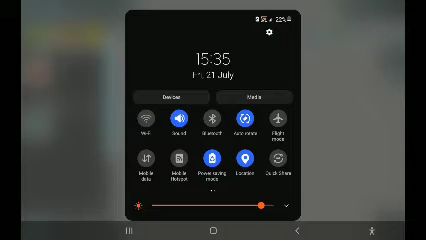 22%
15:35
Fri, 21 July
Devices
Media
Wi-Fi
Sound
Bluetooth
Auto rotate
Flight
mode
Mobile
data
Mobile
Hotspot
Power saving
mode
Location
Quick Share